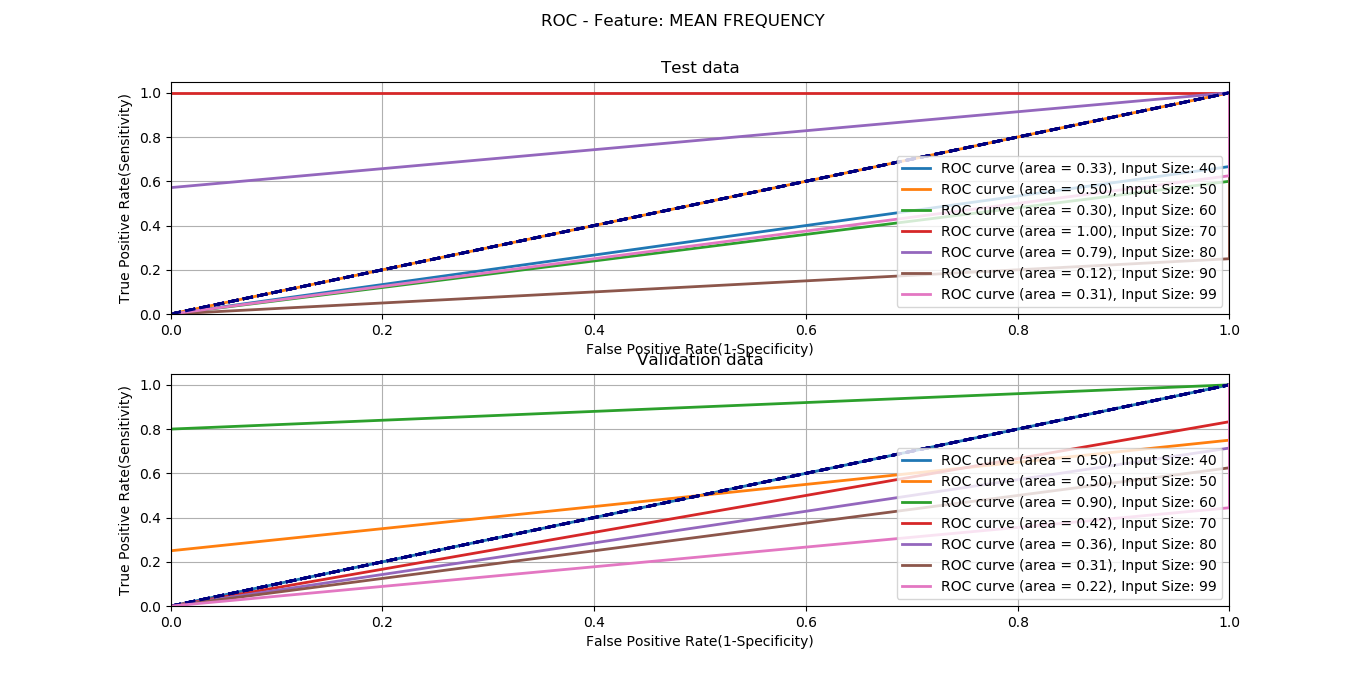 ROC - Feature: MEAN FREQUENCY
Test data
True Positive Rate(Sensitivity)
1.0
0.8
0.6
0.4
0.2
0.0
ROC curve (area = 0.33), Input Size: 40
ROC curve (area = 0.50), Input Size: 50
ROC curve (area = 0.30), Input Size: 60
ROC curve (area = 1.00), Input Size: 70
ROC curve (area = 0.79), Input Size: 80
ROC curve (area = 0.12), Input Size: 90
ROC curve (area = 0.31), Input Size: 99
0.0 0.2 0.4 0.6 0.8 1.0
False Positive Rate(1-Specificity)
Validation data
True Positive Rate(Sensitivity)
1.0
0.8
0.6
0.4
0.2
0.0
ROC curve (area = 0.50), Input Size: 40
ROC curve (area = 0.50), Input Size: 50
ROC curve (area = 0.90), Input Size: 60
ROC curve (area = 0.42), Input Size: 70
ROC curve (area = 0.36), Input Size: 80
ROC curve (area = 0.31), Input Size: 90
ROC curve (area = 0.22), Input Size: 99
0.0 0.2 0.4 0.6 0.8 1.0
False Positive Rate(1-Specificity)